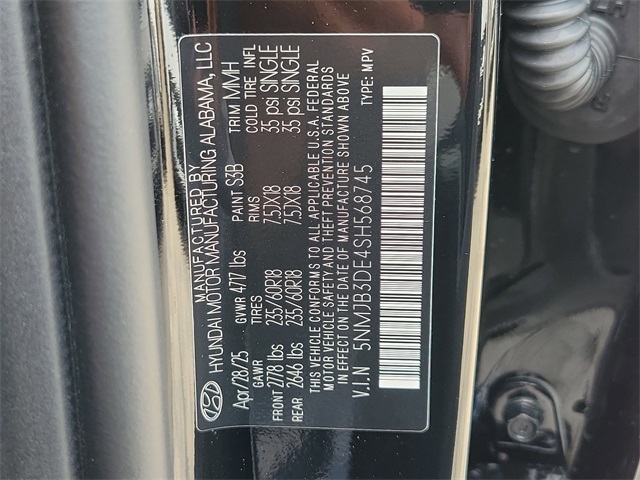 MANUFACTURED BY
HYUNDAI MOTOR MANUFACTURING ALABAMA, LLC
Apr/28/25 GVWR 4777 lbs PAINT S3B TRIM MMH
GAWR TIRES RIMS COLD TIRE INFL
FRONT 2778 lbs 235/60R18 7.5JX18 35 psi SINGLE
REAR 2646 lbs 235/60R18 7.5JX18 35 psi SINGLE
THIS VEHICLE CONFORMS TO ALL APPLICABLE U.S.A. FEDERAL
MOTOR VEHICLE SAFETY AND THEFT PREVENTION STANDARDS
IN EFFECT ON THE DATE OF MANUFACTURE SHOWN ABOVE
V.I.N 5NMJB3DE4SH568745 TYPE: MPV